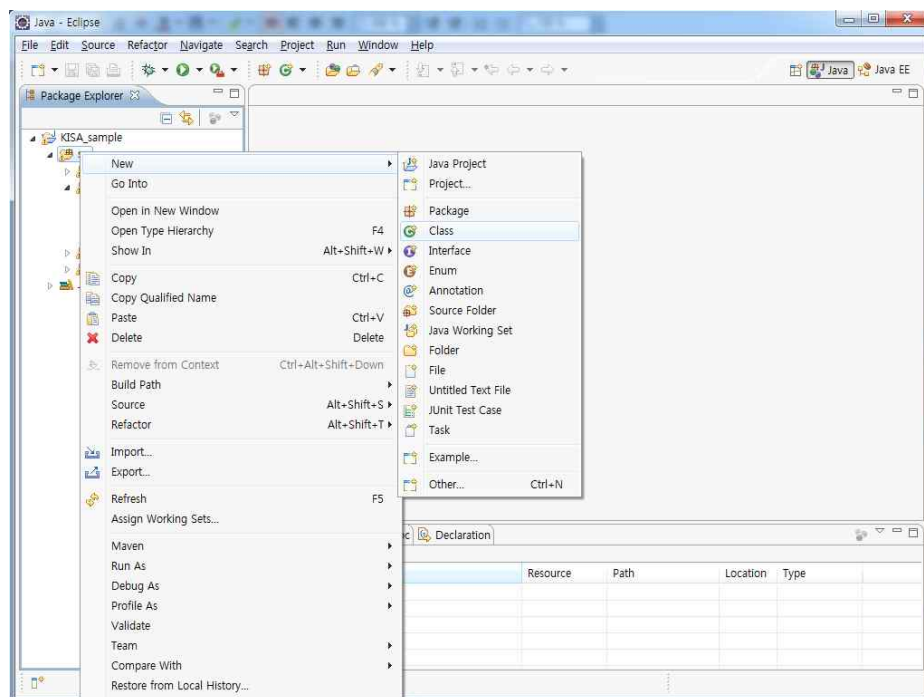 Java - Eclipse
File Edit Source Refactor Navigate Search Project Run Window Help
Java Java EE
Package Explorer
KISA_sample
New
Go Into
Open in New Window
Open Type Hierarchy F4
Show In Alt+Shift+W
Copy Ctrl+C
Copy Qualified Name
Paste Ctrl+V
Delete Delete
Remove from Context Ctrl+Alt+Shift+Down
Build Path
Source Alt+Shift+S
Refactor Alt+Shift+T
Import...
Export...
Refresh F5
Assign Working Sets...
Maven
Run As
Debug As
Profile As
Validate
Team
Compare With
Restore from Local History...
Java Project
Project...
Package
Class
Interface
Enum
Annotation
Source Folder
Java Working Set
Folder
File
Untitled Text File
JUnit Test Case
Task
Example...
Other... Ctrl+N
Declaration
Resource Path Location Type